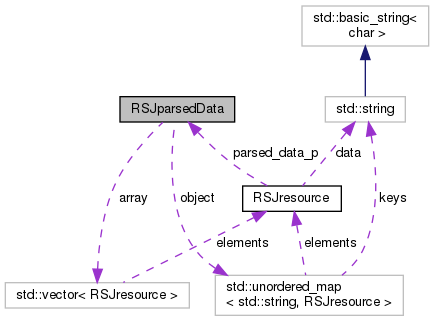 std::basic_string<
char >
RSJparsedData
std::string
parsed_data_p
data
array
object
RSJresource
keys
elements
elements
std::vector< RSJresource >
std::unordered_map
< std::string, RSJresource >